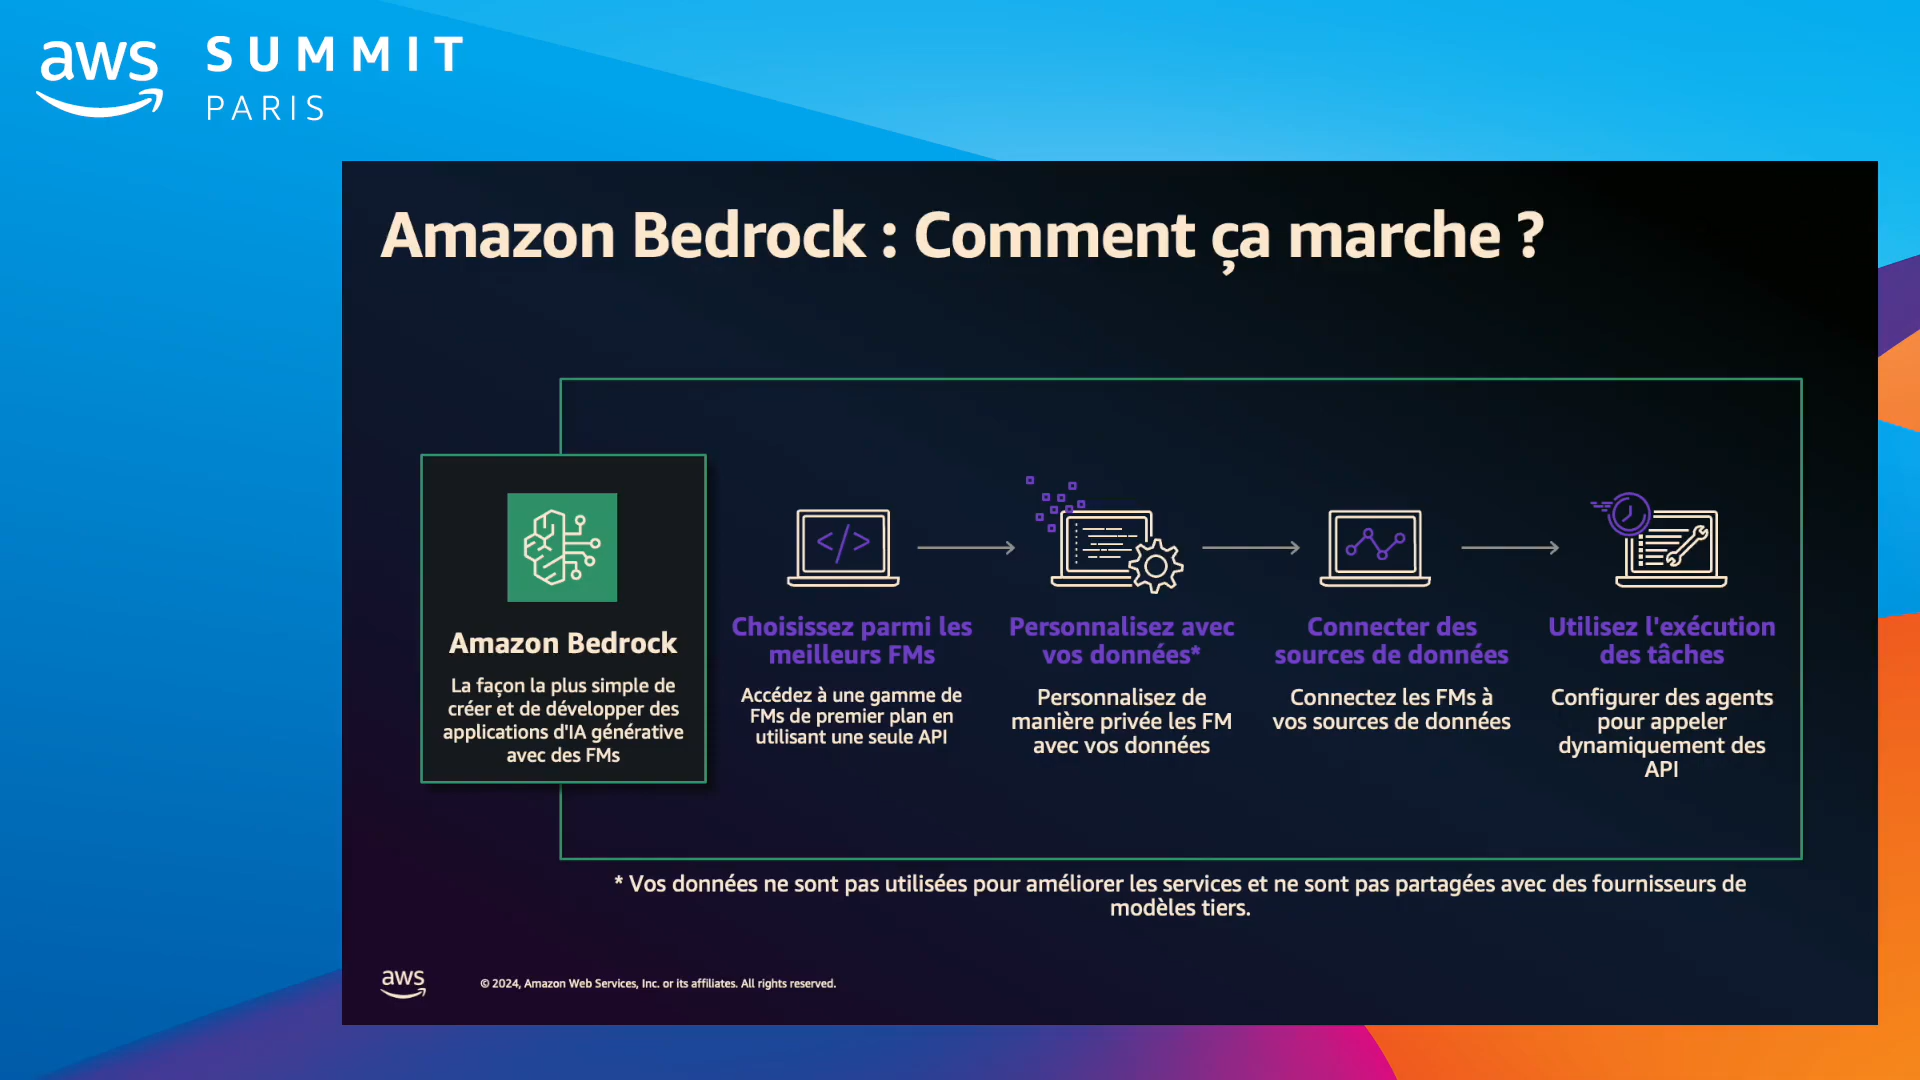 aws
SUMMIT
PARIS
Amazon Bedrock : Comment ça marche ?
Amazon Bedrock
La façon la plus simple de
créer et de développer des
applications d'IA générative
avec des FMs
</>
Choisissez parmi les
meilleurs FMs
Accédez à une gamme de
FMs de premier plan en
utilisant une seule API
Personnalisez avec
vos données*
Personnalisez de
manière privée les FM
avec vos données
Connecter des
sources de données
Connectez les FMs à
vos sources de données
Utilisez l'exécution
des tâches
Configurer des agents
pour appeler
dynamiquement des
API
* Vos données ne sont pas utilisées pour améliorer les services et ne sont pas partagées avec des fournisseurs de
modèles tiers.
aws
© 2024, Amazon Web Services, Inc. or its affiliates. All rights reserved.